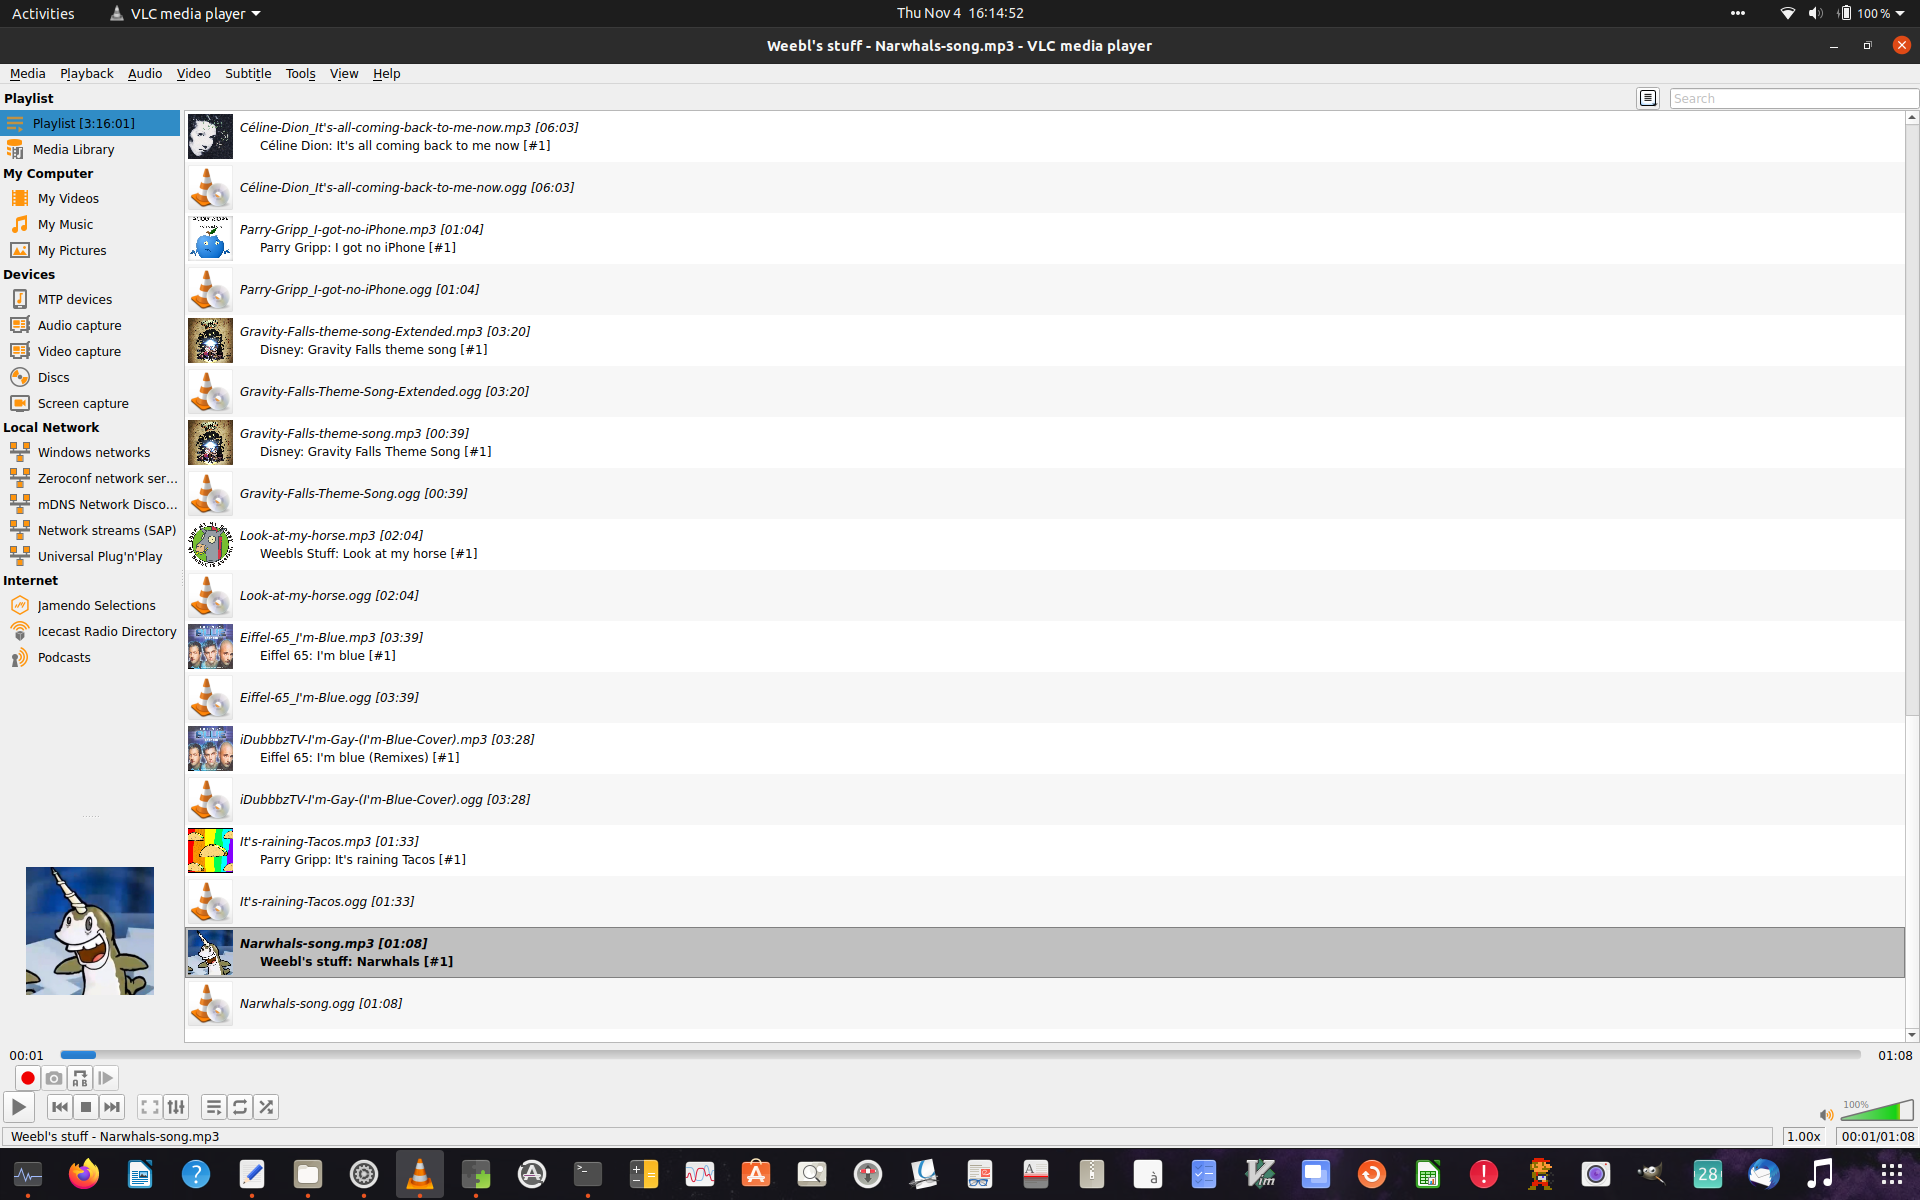 Activities
VLC media player
Thu Nov 4 16:14:52
100 %
Weebl's stuff - Narwhals-song.mp3 - VLC media player
Media Playback Audio Video Subtitle Tools View Help
Playlist
Search
Playlist [3:16:01]
Media Library
My Computer
My Videos
My Music
My Pictures
Devices
MTP devices
Audio capture
Video capture
Discs
Screen capture
Local Network
Windows networks
Zeroconf network ser...
mDNS Network Disco...
Network streams (SAP)
Universal Plug'n'Play
Internet
Jamendo Selections
Icecast Radio Directory
Podcasts
Céline-Dion_It's-all-coming-back-to-me-now.mp3 [06:03]
Céline Dion: It's all coming back to me now [#1]
Céline-Dion_It's-all-coming-back-to-me-now.ogg [06:03]
Parry-Gripp_I-got-no-iPhone.mp3 [01:04]
Parry Gripp: I got no iPhone [#1]
Parry-Gripp_I-got-no-iPhone.ogg [01:04]
Gravity-Falls-theme-song-Extended.mp3 [03:20]
Disney: Gravity Falls theme song [#1]
Gravity-Falls-Theme-Song-Extended.ogg [03:20]
Gravity-Falls-theme-song.mp3 [00:39]
Disney: Gravity Falls Theme Song [#1]
Gravity-Falls-Theme-Song.ogg [00:39]
Look-at-my-horse.mp3 [02:04]
Weebls Stuff: Look at my horse [#1]
Look-at-my-horse.ogg [02:04]
Eiffel-65_I'm-Blue.mp3 [03:39]
Eiffel 65: I'm blue [#1]
Eiffel-65_I'm-Blue.ogg [03:39]
iDubbbzTV-I'm-Gay-(I'm-Blue-Cover).mp3 [03:28]
Eiffel 65: I'm blue (Remixes) [#1]
iDubbbzTV-I'm-Gay-(I'm-Blue-Cover).ogg [03:28]
It's-raining-Tacos.mp3 [01:33]
Parry Gripp: It's raining Tacos [#1]
It's-raining-Tacos.ogg [01:33]
Narwhals-song.mp3 [01:08]
Weebl's stuff: Narwhals [#1]
Narwhals-song.ogg [01:08]
00:01
01:08
A B
100%
Weebl's stuff - Narwhals-song.mp3
1.00x
00:01/01:08
28